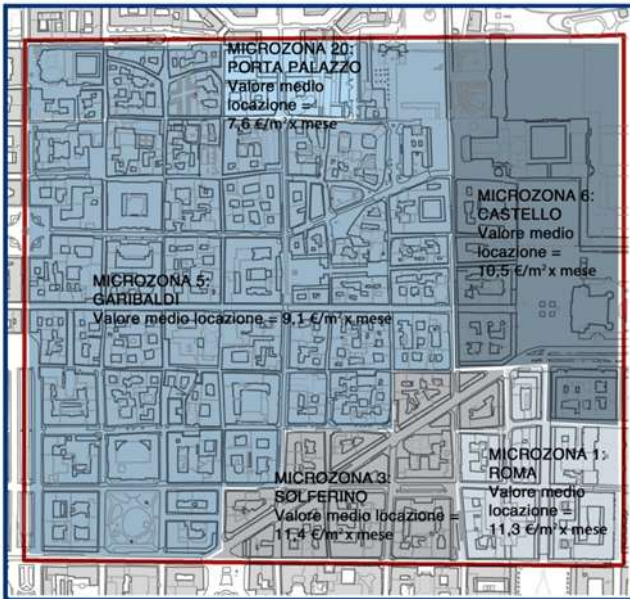 MICROZONA 20:
PORTA PALAZZO
Valore medio
locazione =
7,6 €/m² x mese
MICROZONA 6:
CASTELLO
Valore medio
locazione =
10,5 €/m² x mese
MICROZONA 5:
GARIBALDI
Valore medio locazione = 9,1 €/m² x mese
MICROZONA 3:
SOLFERINO
Valore medio locazione =
11,4 €/m² x mese
MICROZONA 1:
ROMA
Valore medio
locazione =
11,3 €/m² x mese